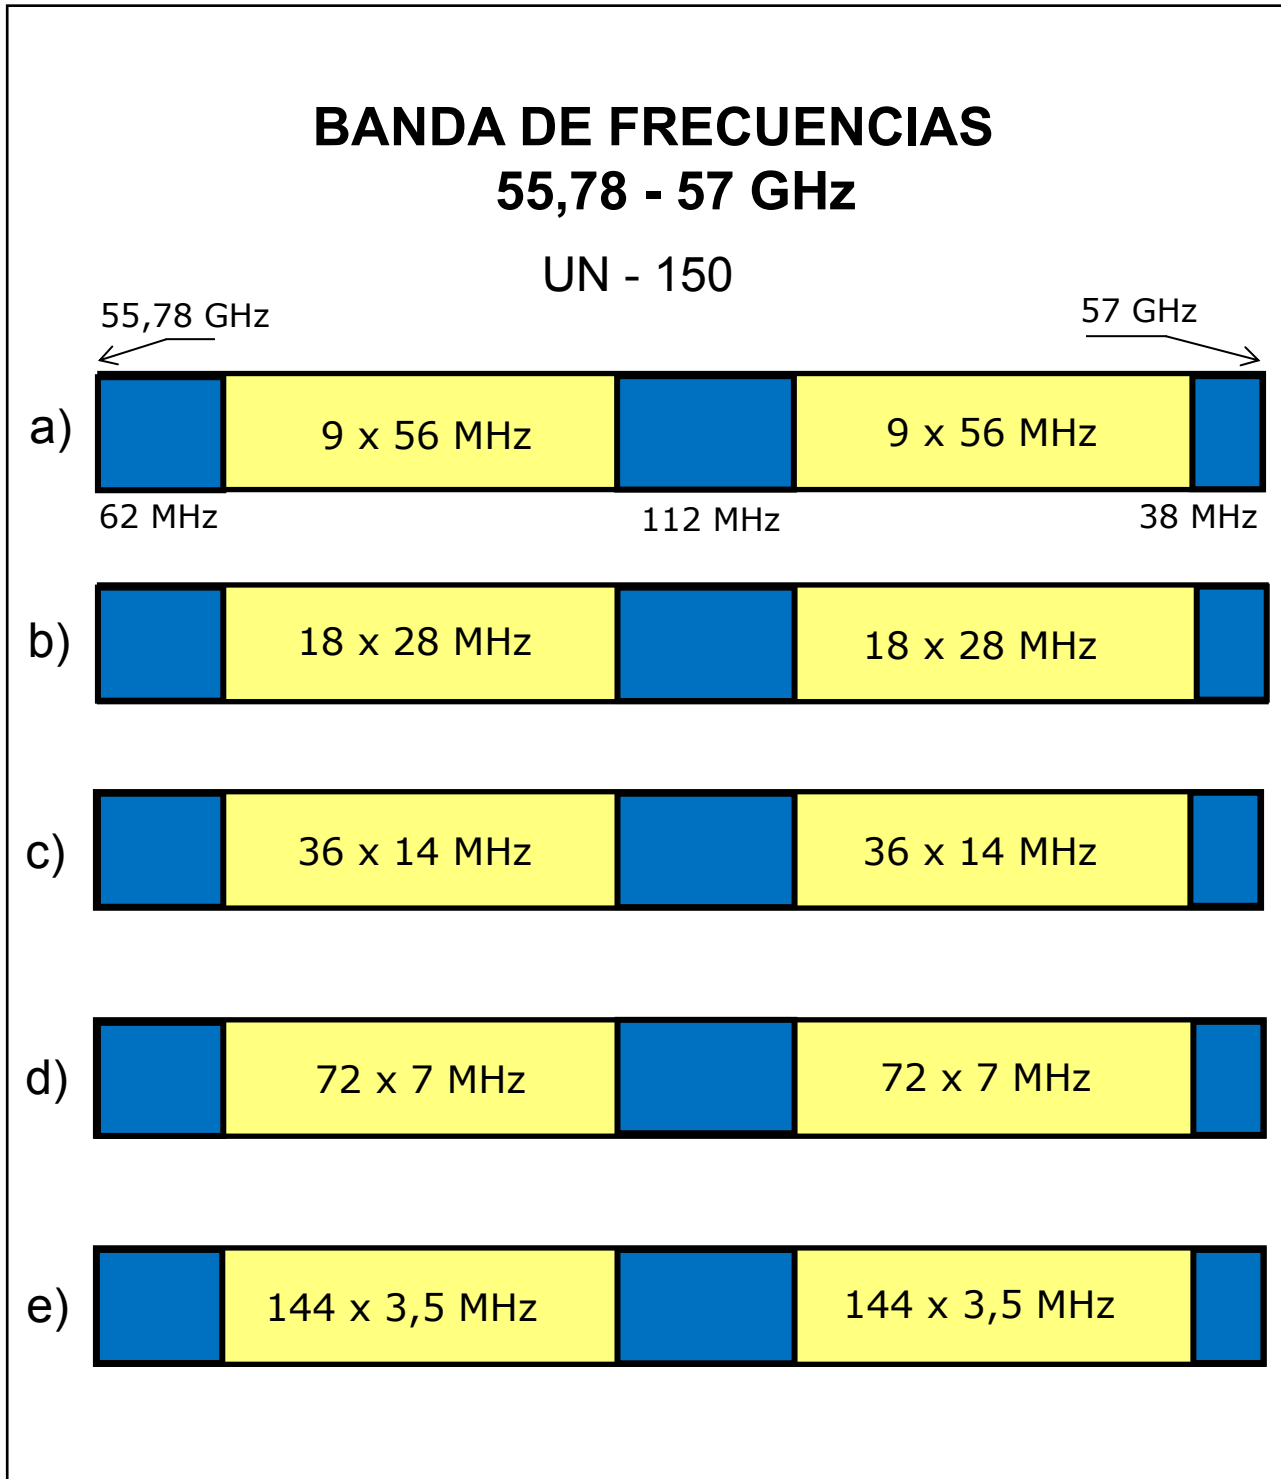 BANDA DE FRECUENCIAS
55,78 - 57 GHz
UN - 150
55,78 GHz
57 GHz
a)
9 x 56 MHz
9 x 56 MHz
62 MHz
112 MHz
38 MHz
b)
18 x 28 MHz
18 x 28 MHz
c)
36 x 14 MHz
36 x 14 MHz
d)
72 x 7 MHz
72 x 7 MHz
e)
144 x 3,5 MHz
144 x 3,5 MHz